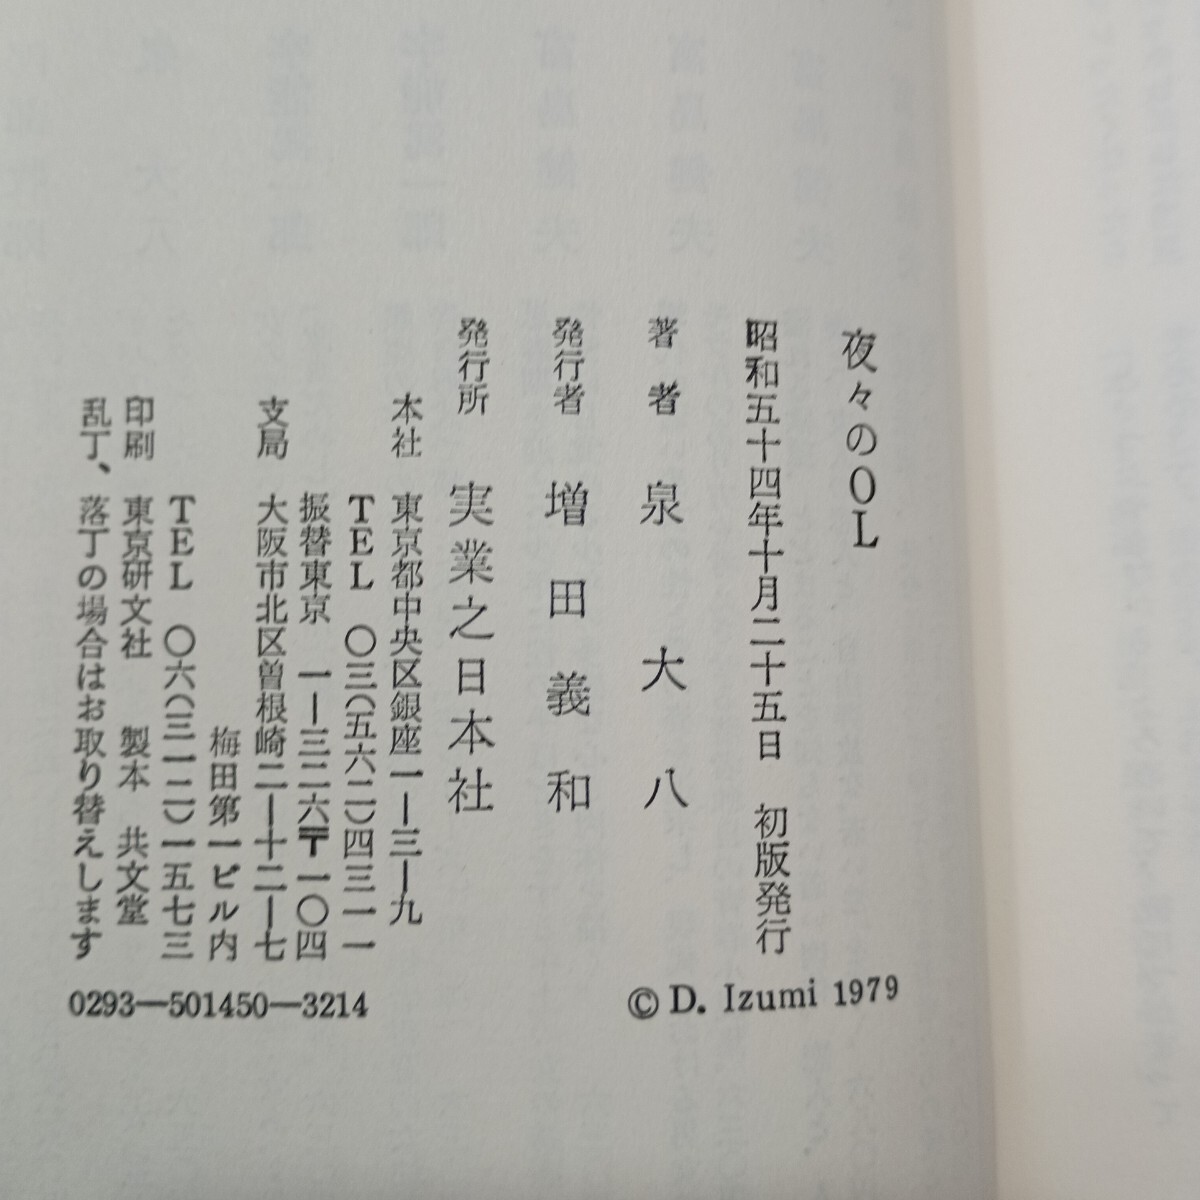 夜々のOL
昭和五十四年十月二十五日 初版発行
著者 泉大八
発行者 増田義和
発行所 実業之日本社
本社 東京都中央区銀座一ー三ー九
TEL 〇三(五六二)四三一一
振替東京 一ー三二六〒一〇四
支局 大阪市北区曽根崎二ー十二ー七
梅田第一ビル内
TEL 〇六(三一二)一五七三
印刷 東京研文社 製本 共文堂
乱丁、落丁の場合はお取り替えします
0293—501450—3214
© D. Izumi 1979